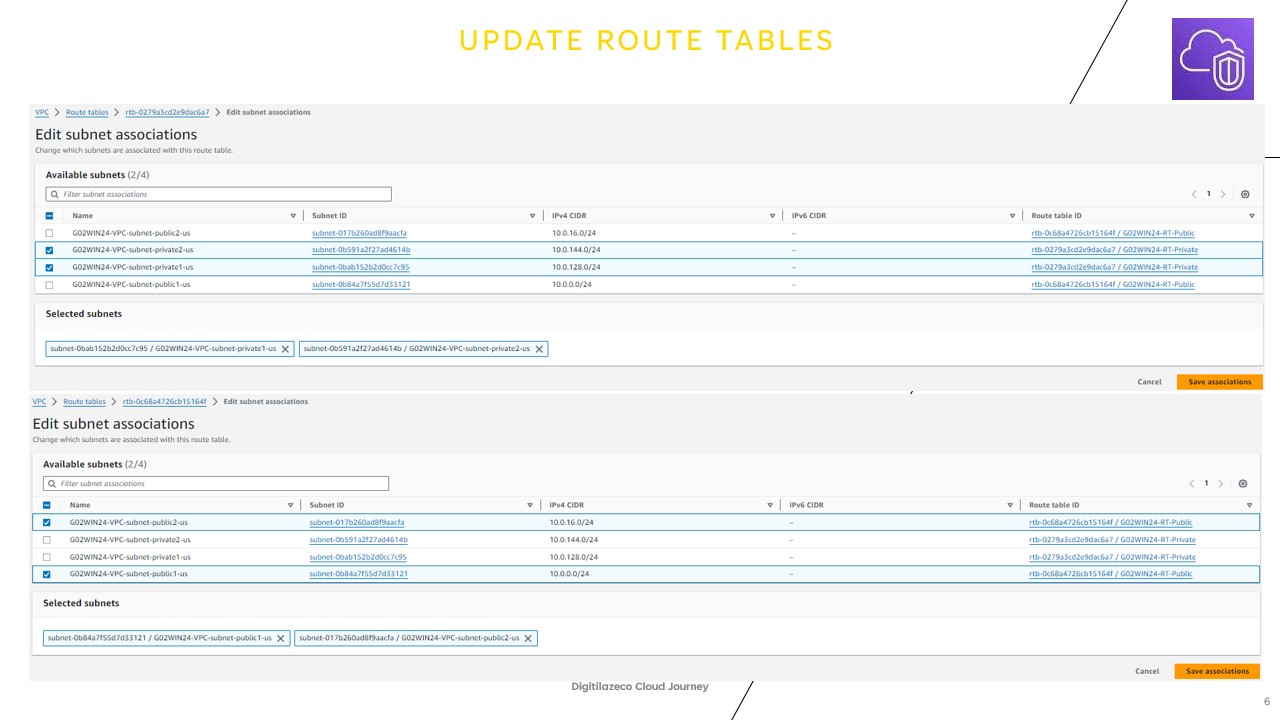 UPDATE ROUTE TABLES
VPC Route tables rtb-0279a3cd2e9dac6a7 Edit subnet associations
Edit subnet associations
Change which subnets are associated with this route table.
Available subnets (2/4)
Filter subnet associations 1
Name Subnet ID IPv4 CIDR IPv6 CIDR Route table ID
G02WIN24-VPC-subnet-public2-us subnet-017b260ad8f9aacfa 10.0.16.0/24 – rtb-0c68a4726cb15164f / G02WIN24-RT-Public
G02WIN24-VPC-subnet-private2-us subnet-0b591a2f27ad4614b 10.0.144.0/24 – rtb-0279a3cd2e9dac6a7 / G02WIN24-RT-Private
G02WIN24-VPC-subnet-private1-us subnet-0bab152b2d0cc7c95 10.0.128.0/24 – rtb-0279a3cd2e9dac6a7 / G02WIN24-RT-Private
G02WIN24-VPC-subnet-public1-us subnet-0b84a7f55d7d33121 10.0.0.0/24 – rtb-0c68a4726cb15164f / G02WIN24-RT-Public
Selected subnets
subnet-0bab152b2d0cc7c95 / G02WIN24-VPC-subnet-private1-us subnet-0b591a2f27ad4614b / G02WIN24-VPC-subnet-private2-us
Cancel Save associations
VPC Route tables rtb-0c68a4726cb15164f Edit subnet associations
Edit subnet associations
Change which subnets are associated with this route table.
Available subnets (2/4)
Filter subnet associations 1
Name Subnet ID IPv4 CIDR IPv6 CIDR Route table ID
G02WIN24-VPC-subnet-public2-us subnet-017b260ad8f9aacfa 10.0.16.0/24 – rtb-0c68a4726cb15164f / G02WIN24-RT-Public
G02WIN24-VPC-subnet-private2-us subnet-0b591a2f27ad4614b 10.0.144.0/24 – rtb-0279a3cd2e9dac6a7 / G02WIN24-RT-Private
G02WIN24-VPC-subnet-private1-us subnet-0bab152b2d0cc7c95 10.0.128.0/24 – rtb-0279a3cd2e9dac6a7 / G02WIN24-RT-Private
G02WIN24-VPC-subnet-public1-us subnet-0b84a7f55d7d33121 10.0.0.0/24 – rtb-0c68a4726cb15164f / G02WIN24-RT-Public
Selected subnets
subnet-0b84a7f55d7d33121 / G02WIN24-VPC-subnet-public1-us subnet-017b260ad8f9aacfa / G02WIN24-VPC-subnet-public2-us
Cancel Save associations
Digitilazeco Cloud Journey
6